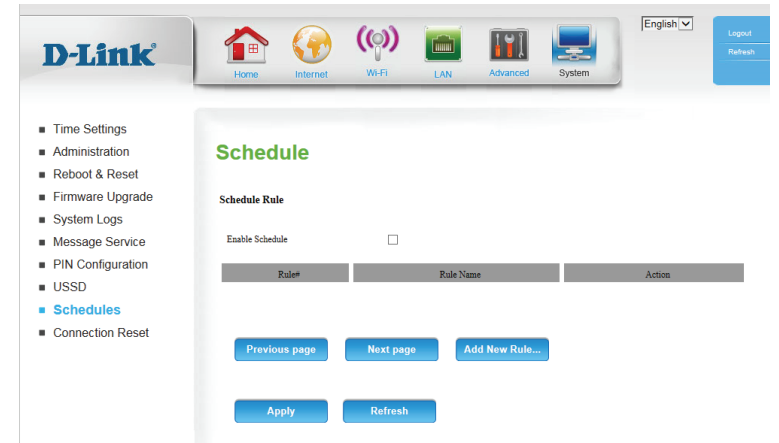 D-Link
Home
Internet
Wi-Fi
LAN
Advanced
System
English
Logout
Refresh
Time Settings
Administration
Reboot & Reset
Firmware Upgrade
System Logs
Message Service
PIN Configuration
USSD
Schedules
Connection Reset
Schedule
Schedule Rule
Enable Schedule
Rule# Rule Name Action
Previous page Next page Add New Rule...
Apply Refresh